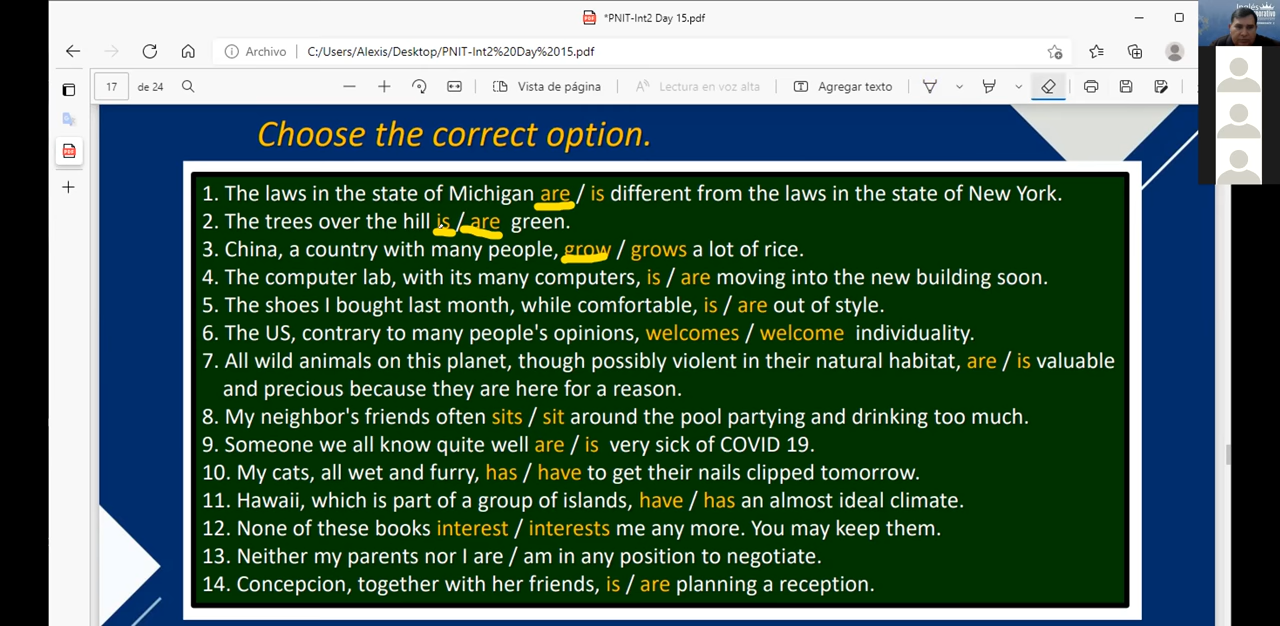 *PNIT-Int2 Day 15.pdf
Archivo
C:/Users/Alexis/Desktop/PNIT-Int2%20Day%2015.pdf
17
de 24
Vista de página
Lectura en voz alta
Agregar texto
Choose the correct option.
1. The laws in the state of Michigan are / is different from the laws in the state of New York.
2. The trees over the hill is / are green.
3. China, a country with many people, grow / grows a lot of rice.
4. The computer lab, with its many computers, is / are moving into the new building soon.
5. The shoes I bought last month, while comfortable, is / are out of style.
6. The US, contrary to many people's opinions, welcomes / welcome individuality.
7. All wild animals on this planet, though possibly violent in their natural habitat, are / is valuable
and precious because they are here for a reason.
8. My neighbor's friends often sits / sit around the pool partying and drinking too much.
9. Someone we all know quite well are / is very sick of COVID 19.
10. My cats, all wet and furry, has / have to get their nails clipped tomorrow.
11. Hawaii, which is part of a group of islands, have / has an almost ideal climate.
12. None of these books interest / interests me any more. You may keep them.
13. Neither my parents nor I are / am in any position to negotiate.
14. Concepcion, together with her friends, is / are planning a reception.